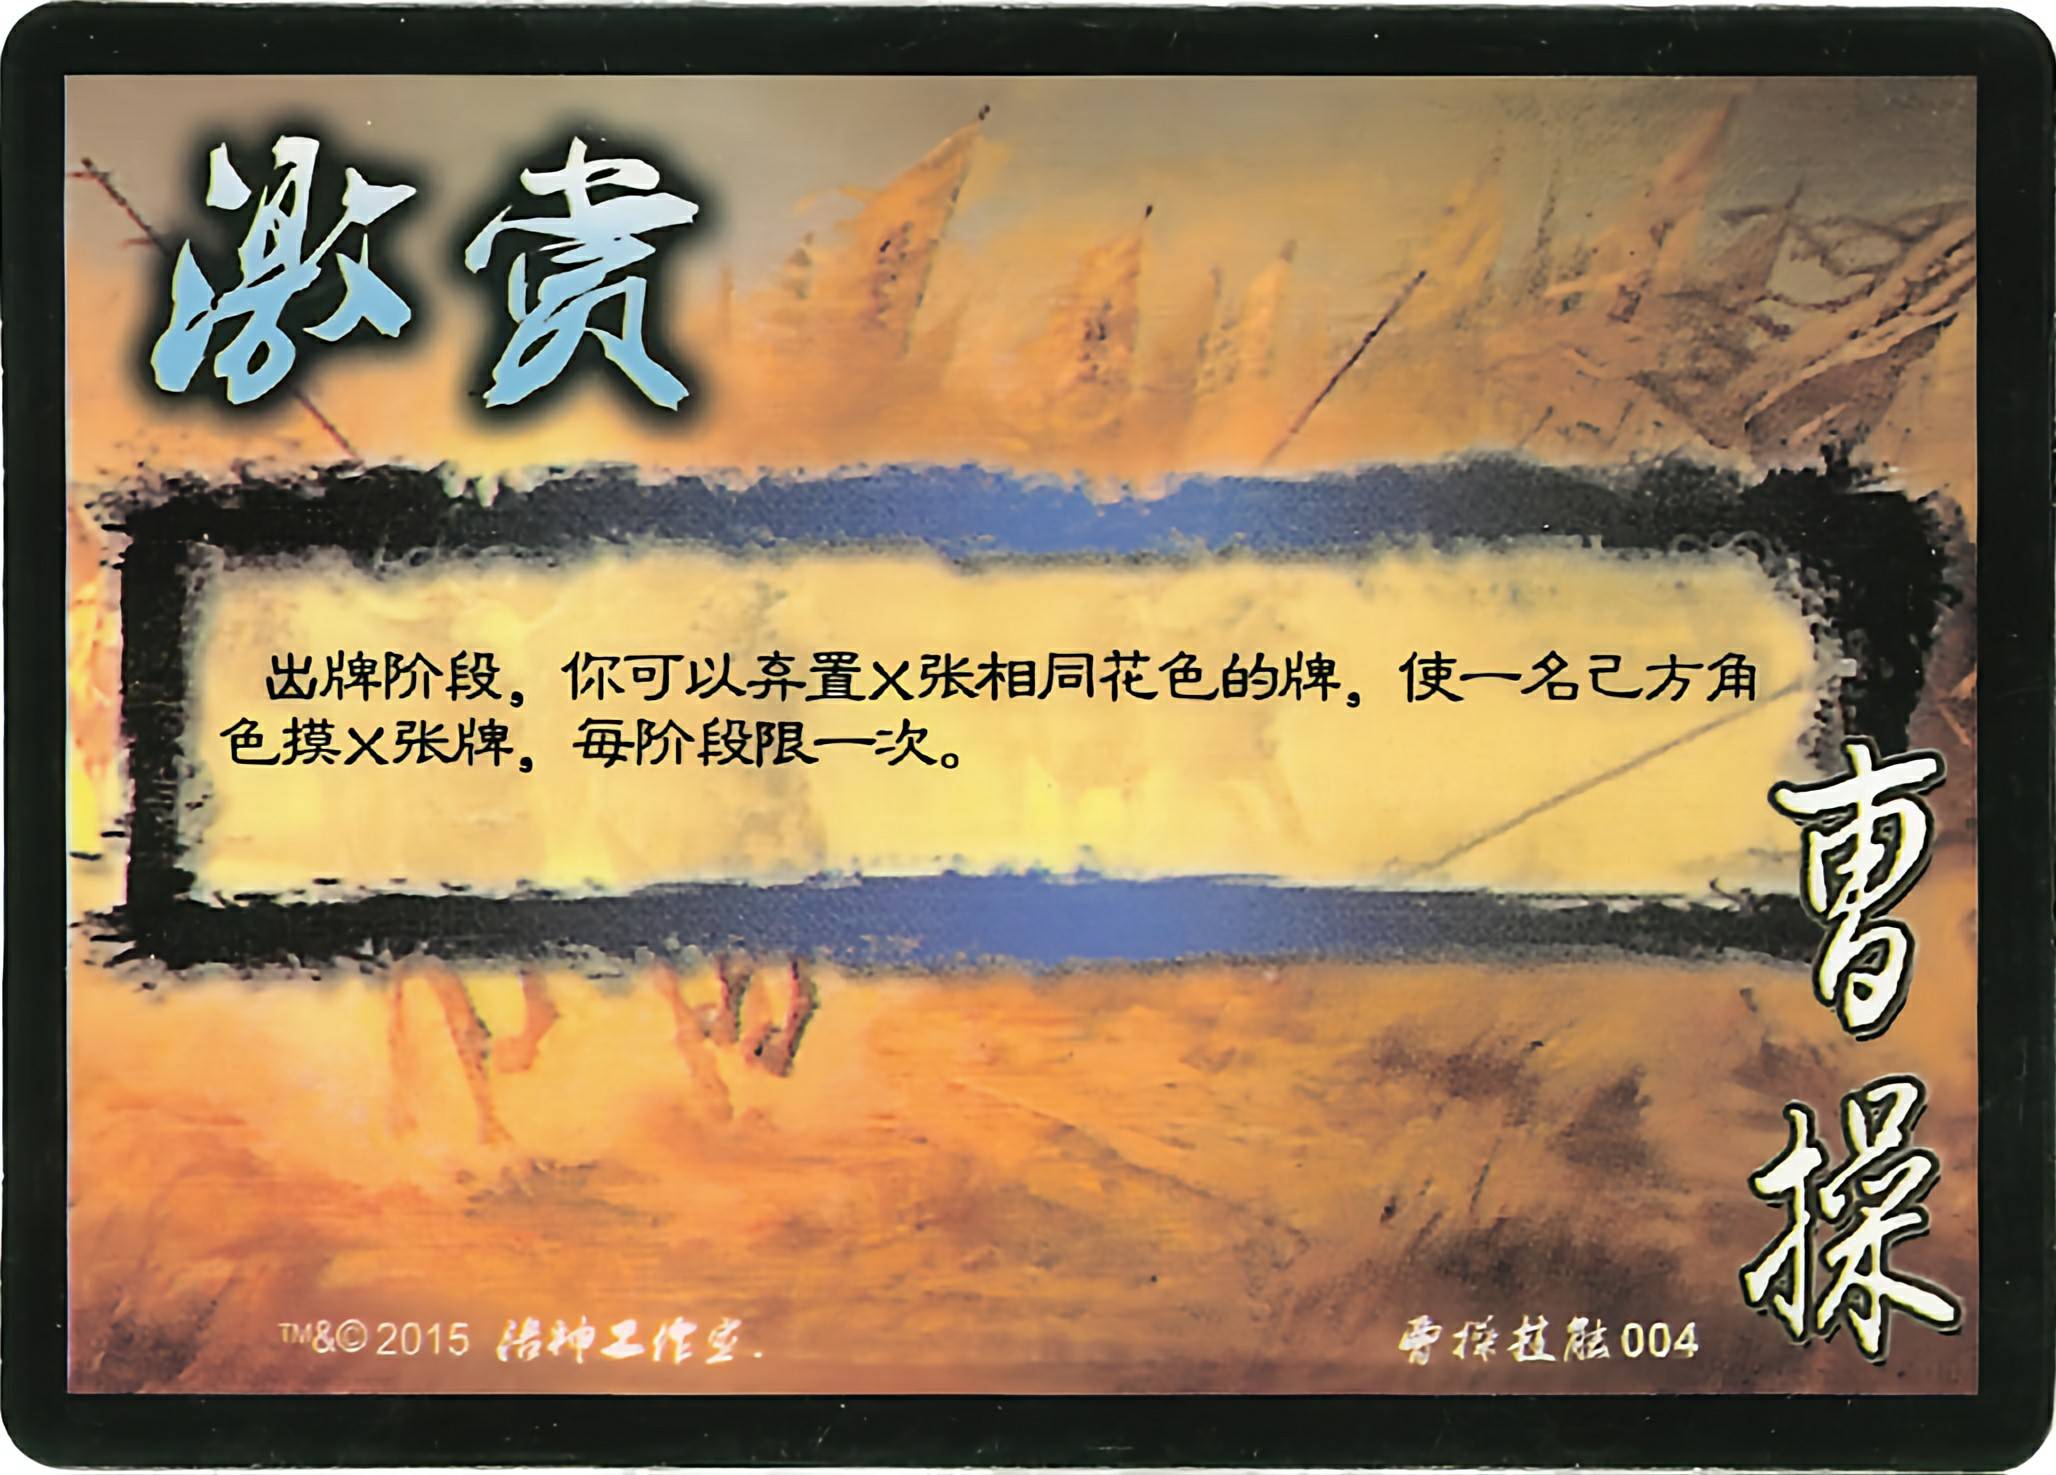 激赏
出牌阶段，你可以弃置X张相同花色的牌，使一名己方角
色摸X张牌，每阶段限一次。
曹操
™&©2015 洛神工作室.
曹操技能004